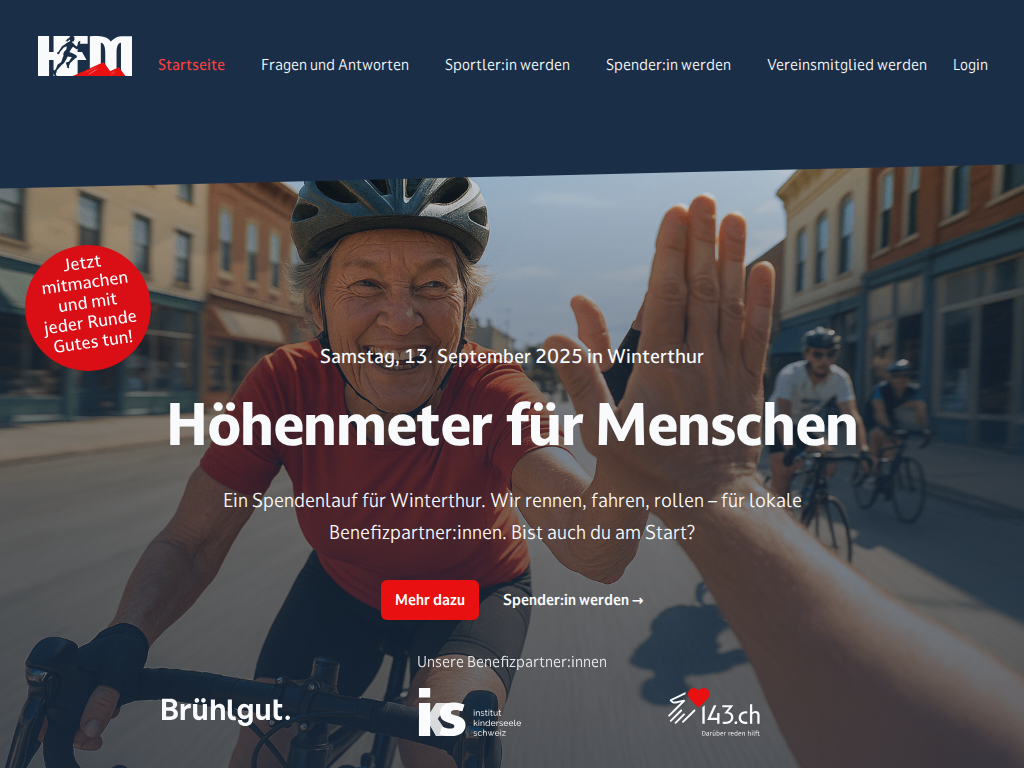 HFM
Startseite
Fragen und Antworten
Sportler:in werden
Spender:in werden
Vereinsmitglied werden
Login
Jetzt
mitmachen
und mit
jeder Runde
Gutes tun!
Samstag, 13. September 2025 in Winterthur
Höhenmeter für Menschen
Ein Spendenlauf für Winterthur. Wir rennen, fahren, rollen – für lokale
Benefizpartner:innen. Bist auch du am Start?
Mehr dazu
Spender:in werden →
Unsere Benefizpartner:innen
Brühlgut.
iks
institut
kinderseele
schweiz
143.ch
Darüber reden hilft